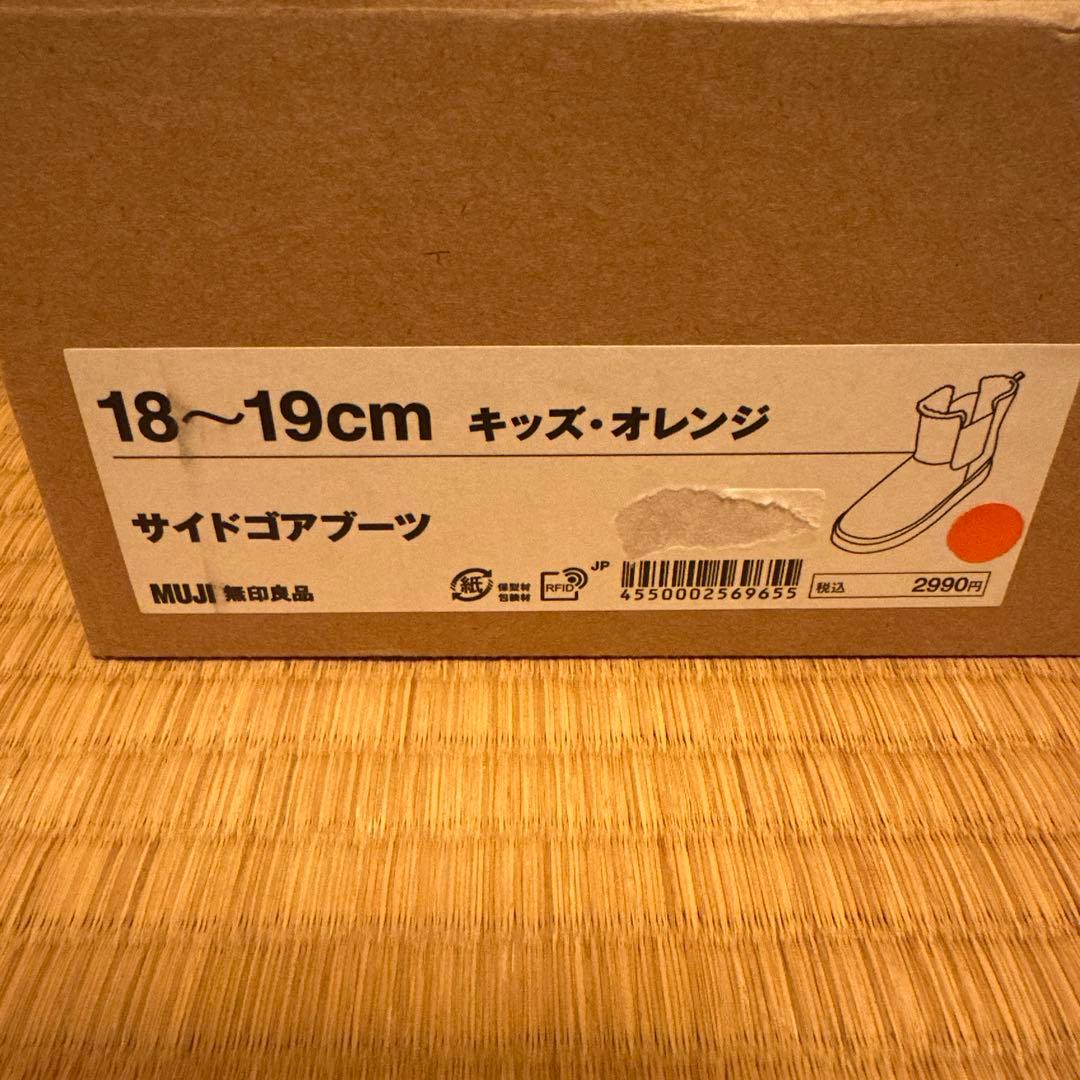 18〜19cm キッズ・オレンジ
サイドゴアブーツ
MUJI 無印良品
紙 保型材
包装材
RFID
JP
4550002569655
税込 2990円